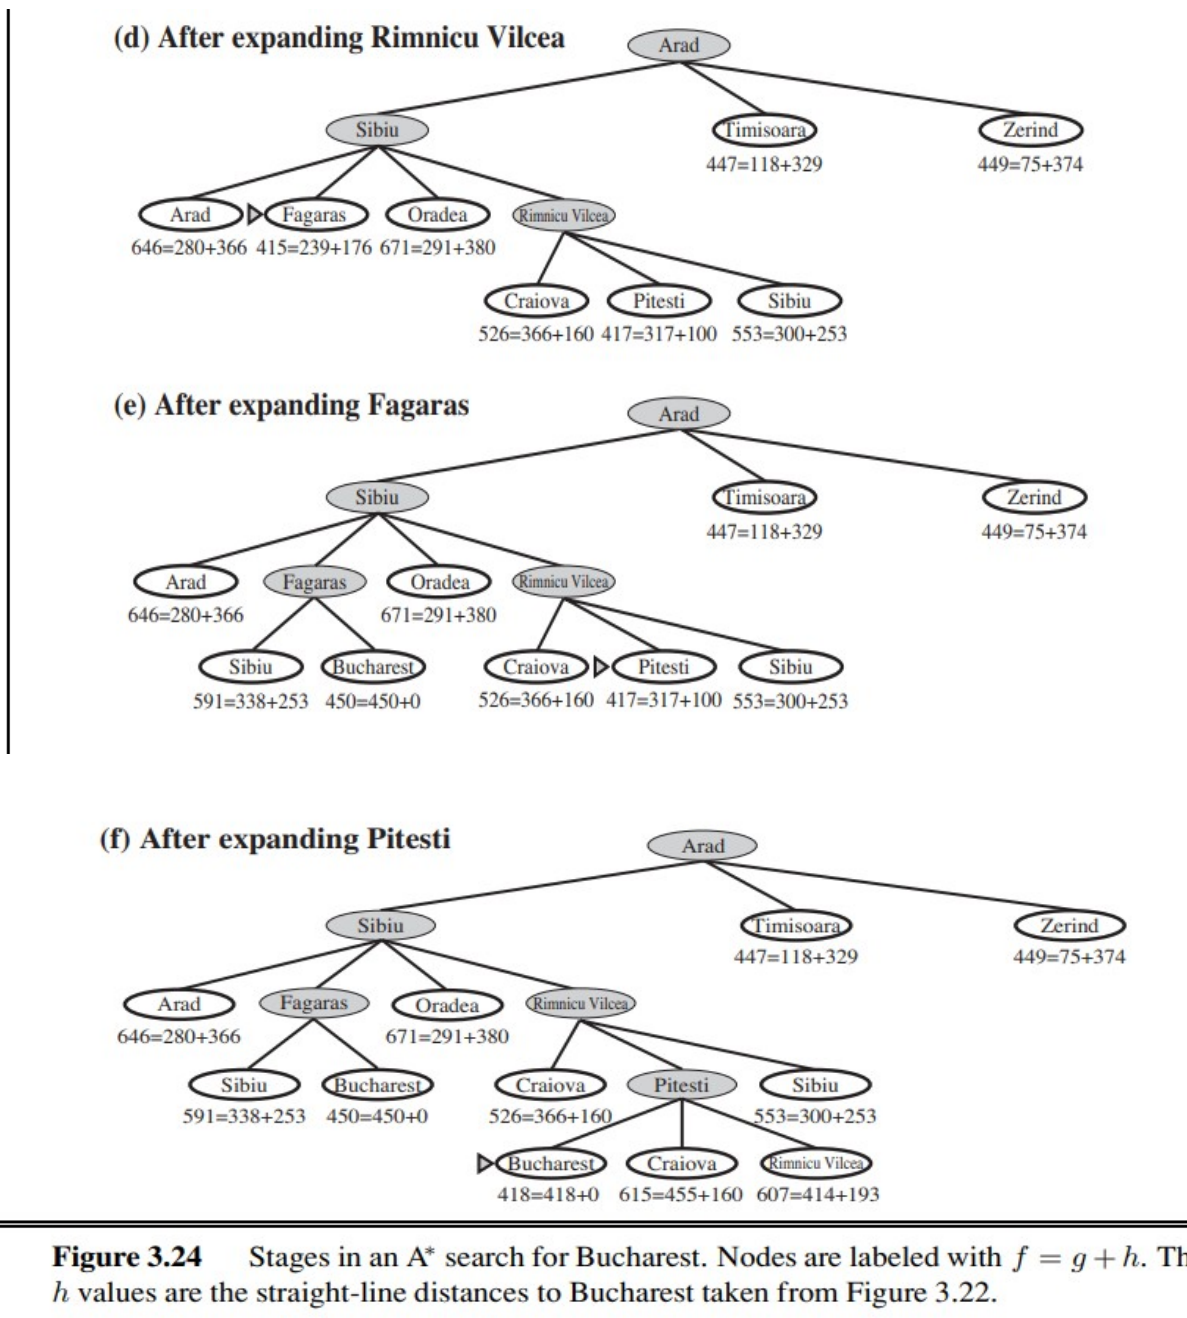 (d) After expanding Rimnicu Vilcea
Arad
Sibiu Timisoara Zerind
447=118+329 449=75+374
Arad Fagaras Oradea Rimnicu Vilcea
646=280+366 415=239+176 671=291+380
Craiova Pitesti Sibiu
526=366+160 417=317+100 553=300+253
(e) After expanding Fagaras
Arad
Sibiu Timisoara Zerind
447=118+329 449=75+374
Arad Fagaras Oradea Rimnicu Vilcea
646=280+366 671=291+380
Sibiu Bucharest Craiova Pitesti Sibiu
591=338+253 450=450+0 526=366+160 417=317+100 553=300+253
(f) After expanding Pitesti
Arad
Sibiu Timisoara Zerind
447=118+329 449=75+374
Arad Fagaras Oradea Rimnicu Vilcea
646=280+366 671=291+380
Sibiu Bucharest Craiova Pitesti Sibiu
591=338+253 450=450+0 526=366+160 553=300+253
Bucharest Craiova Rimnicu Vilcea
418=418+0 615=455+160 607=414+193
Figure 3.24 Stages in an A* search for Bucharest. Nodes are labeled with f = g + h. Th
h values are the straight-line distances to Bucharest taken from Figure 3.22.